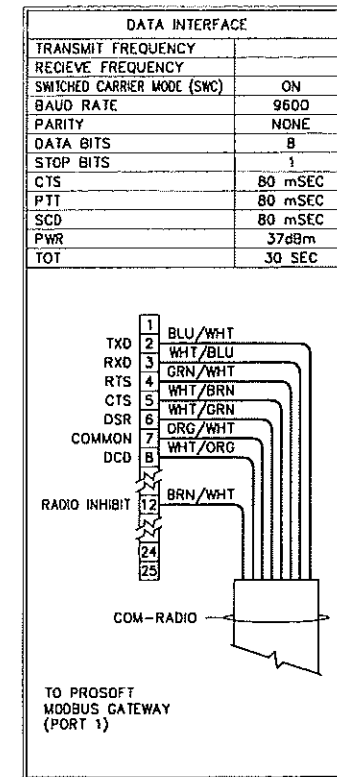 DATA INTERFACE
TRANSMIT FREQUENCY
RECIEVE FREQUENCY
SWITCHED CARRIER MODE (SWC) ON
BAUD RATE 9600
PARITY NONE
DATA BITS 8
STOP BITS 1
CTS 80 mSEC
PTT 80 mSEC
SCD 80 mSEC
PWR 37dBm
TOT 30 SEC
1
TXD 2 BLU/WHT
RXD 3 WHT/BLU
RTS 4 GRN/WHT
CTS 5 WHT/BRN
DSR 6 WHT/GRN
COMMON 7 ORG/WHT
DCD 8 WHT/ORG
RADIO INHIBIT 12 BRN/WHT
24
25
COM-RADIO
TO PROSOFT
MODBUS GATEWAY
(PORT 1)